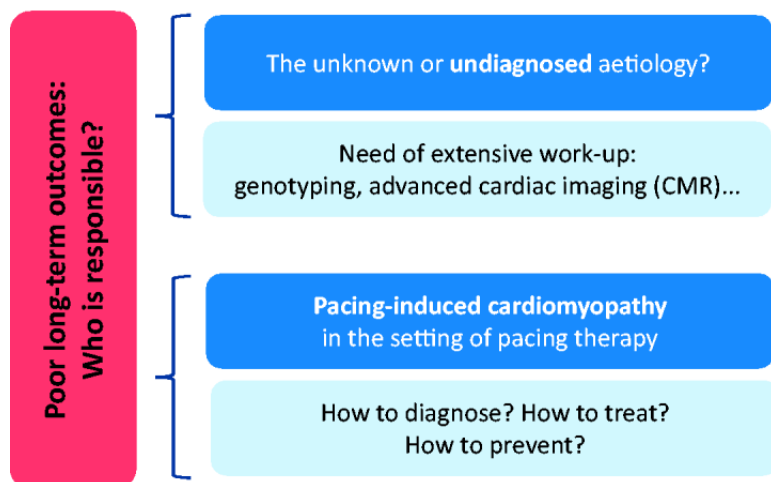 Poor long-term outcomes:
Who is responsible?
The unknown or undiagnosed aetiology?
Need of extensive work-up:
genotyping, advanced cardiac imaging (CMR)...
Pacing-induced cardiomyopathy
in the setting of pacing therapy
How to diagnose? How to treat?
How to prevent?